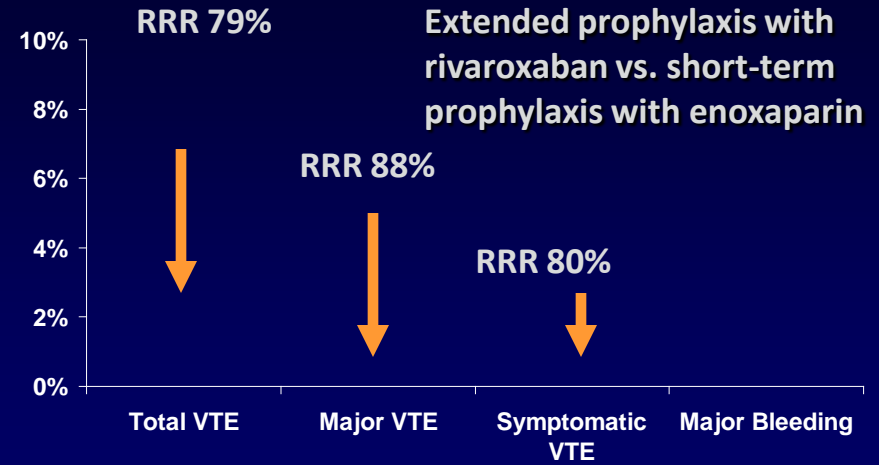 RRR 79%
Extended prophylaxis with
rivaroxaban vs. short-term
prophylaxis with enoxaparin
10%
8%
RRR 88%
6%
4%
RRR 80%
2%
0%
Total VTE
Major VTE
Symptomatic
VTE
Major Bleeding